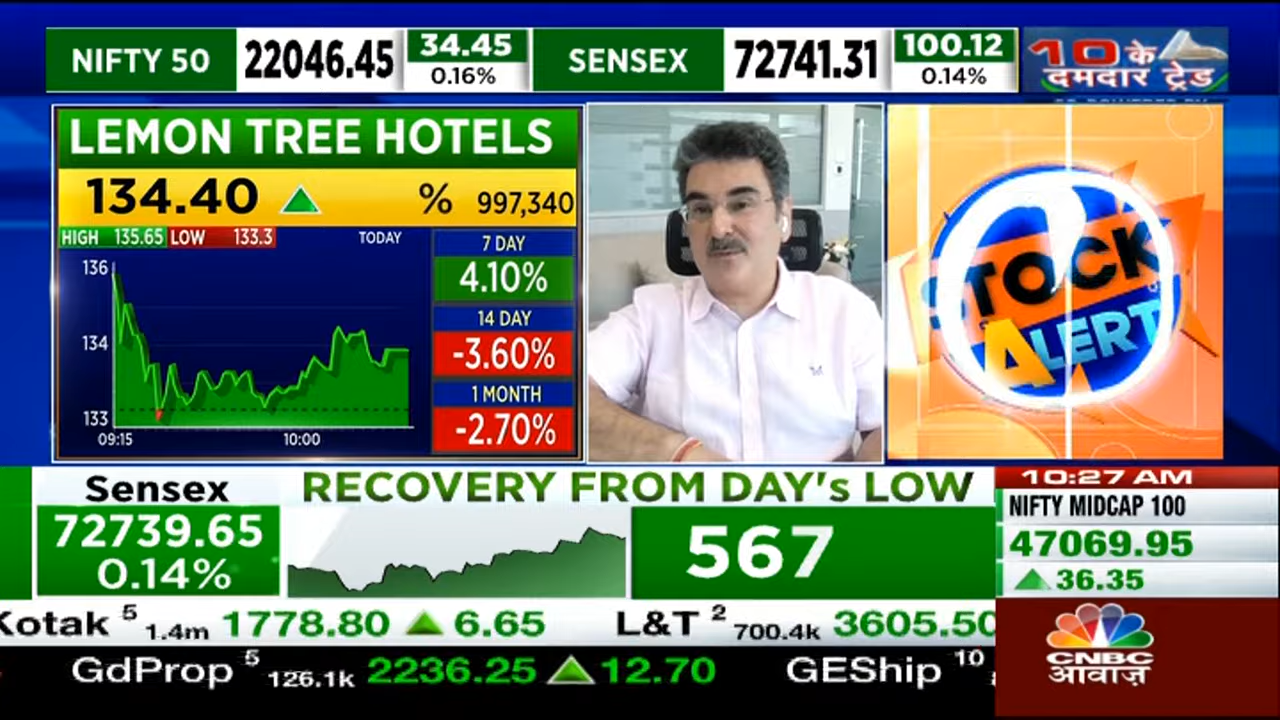 NIFTY 50
22046.45
34.45
0.16%
SENSEX
72741.31
100.12
0.14%
10 के
दमदार ट्रेड
LEMON TREE HOTELS
134.40
%
997,340
HIGH 135.65 LOW 133.3
TODAY
136
134
133
09:15
10:00
7 DAY
4.10%
14 DAY
-3.60%
1 MONTH
-2.70%
STOCK
ALERT
Sensex
72739.65
0.14%
RECOVERY FROM DAY's LOW
567
10:27 AM
NIFTY MIDCAP 100
47069.95
36.35
Kotak 5 1.4m 1778.80 6.65 L&T 2 700.4k 3605.50
GdProp 5 126.1k 2236.25 12.70 GEShip 10
CNBC
आवाज़